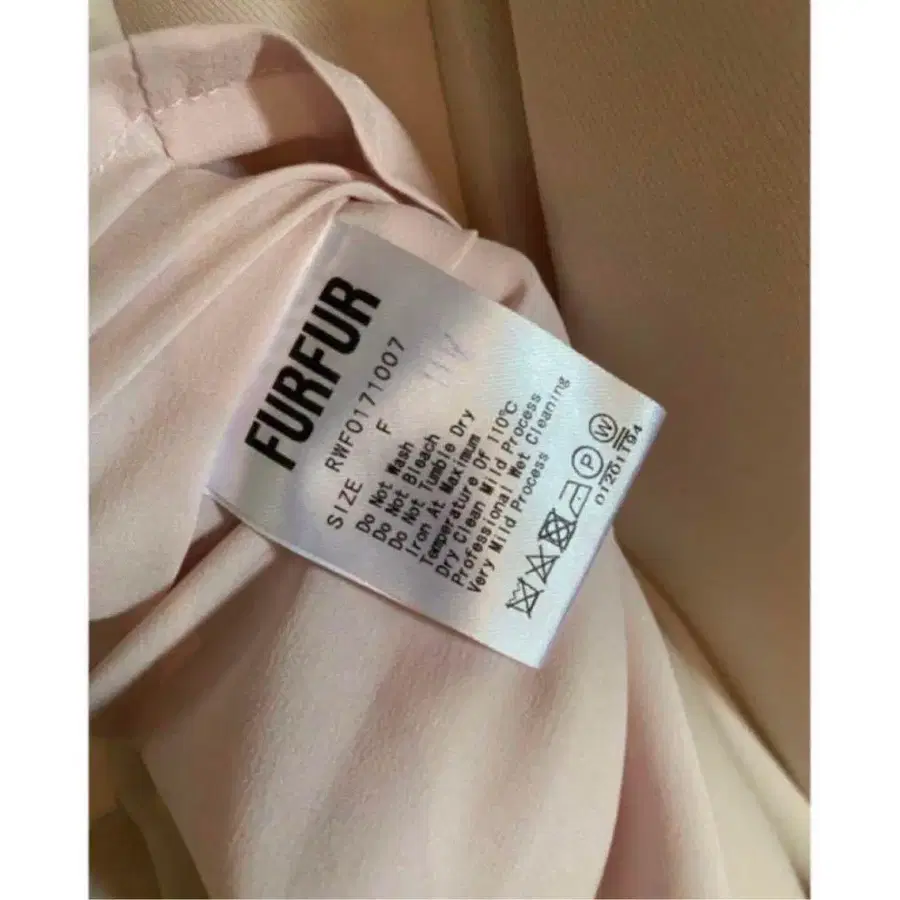 FURFUR
RWF0171007
SIZE F
Do Not Wash
Do Not Bleach
Do Not Tumble Dry
Iron At Maximum
Temperature Of 110℃
Dry Clean Mild Process
Professional Wet Cleaning
Very Mild Process
P W
01201T04